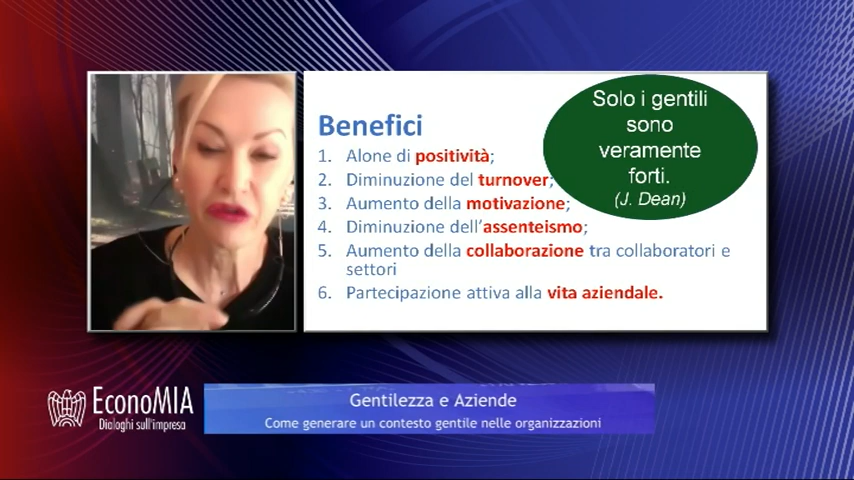 Solo i gentili
sono
veramente
forti.
(J. Dean)
Benefici
1. Alone di positività;
2. Diminuzione del turnover;
3. Aumento della motivazione;
4. Diminuzione dell'assenteismo;
5. Aumento della collaborazione tra collaboratori e
settori
6. Partecipazione attiva alla vita aziendale.
EconoMIA
Dialoghi sull'impresa
Gentilezza e Aziende
Come generare un contesto gentile nelle organizzazioni